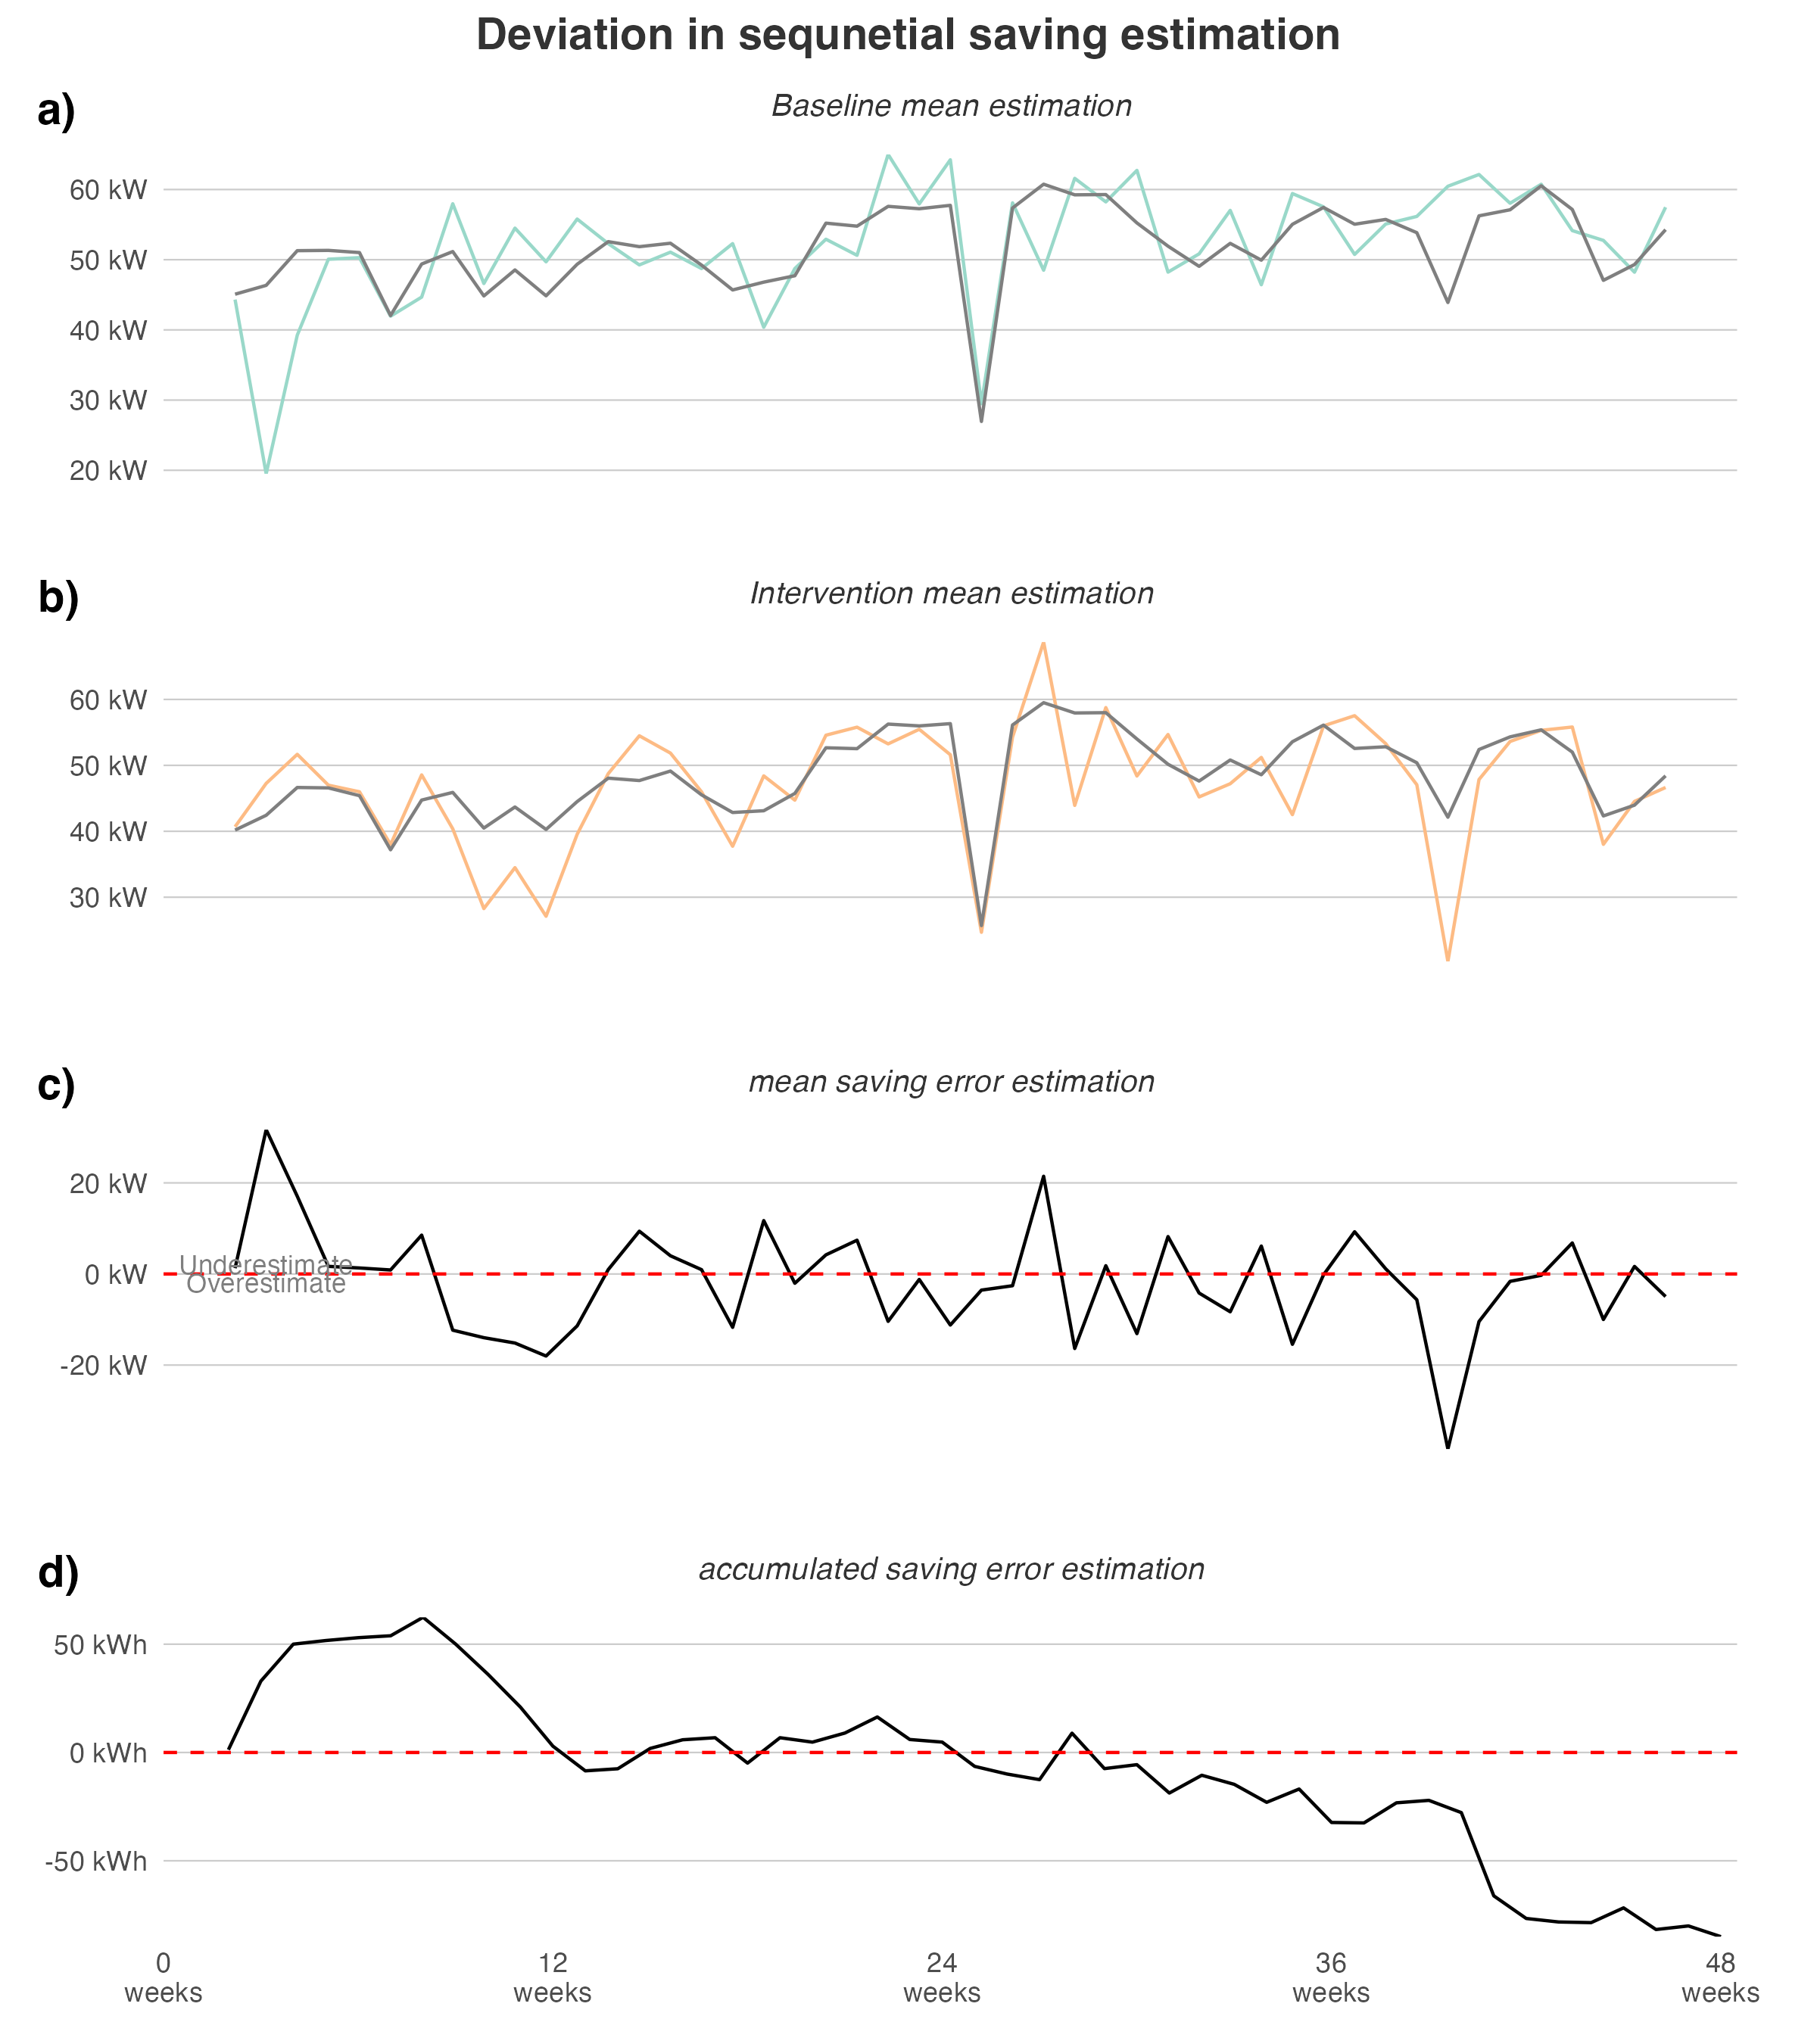 Deviation in sequnetial saving estimation
a)
Baseline mean estimation
60 kW
50 kW
40 kW
30 kW
20 kW
b)
Intervention mean estimation
60 kW
50 kW
40 kW
30 kW
c)
mean saving error estimation
20 kW
Underestimate
0 kW
Overestimate
-20 kW
d)
accumulated saving error estimation
50 kWh
0 kWh
-50 kWh
0 12 24 36 48
weeks weeks weeks weeks weeks